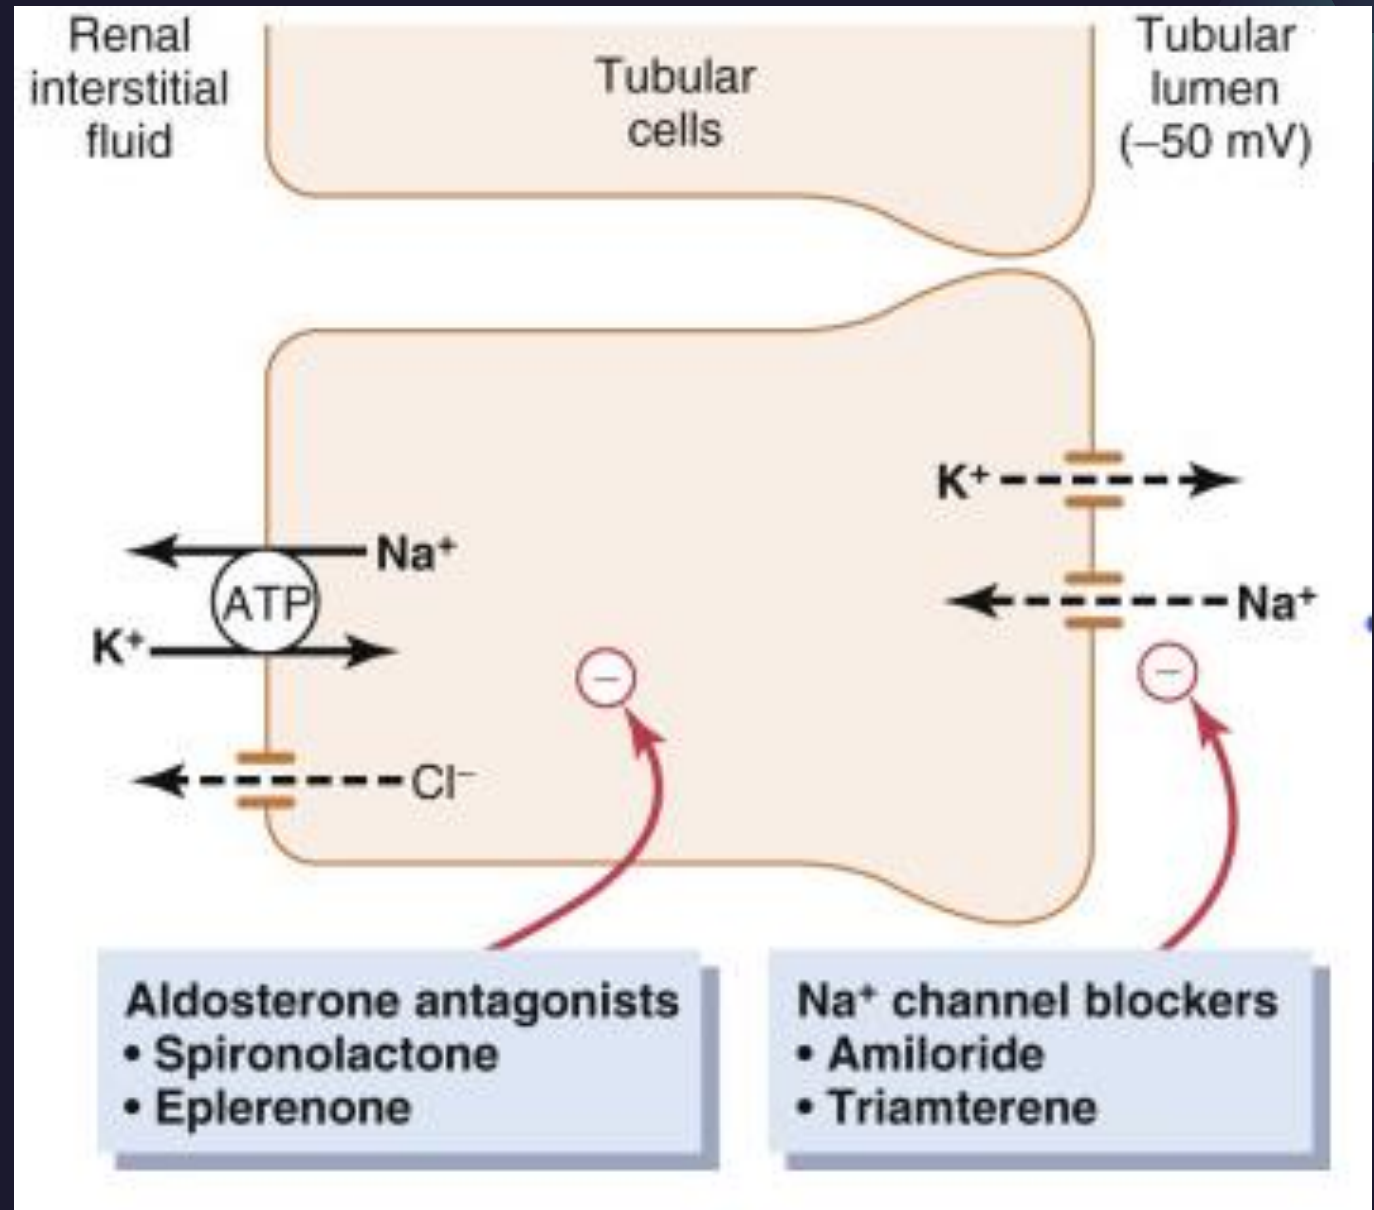 Renal
interstitial
fluid
Tubular
cells
Tubular
lumen
(–50 mV)
K⁺
Na⁺
ATP
Na⁺
K⁺
–
–
Cl⁻
Aldosterone antagonists
• Spironolactone
• Eplerenone
Na⁺ channel blockers
• Amiloride
• Triamterene